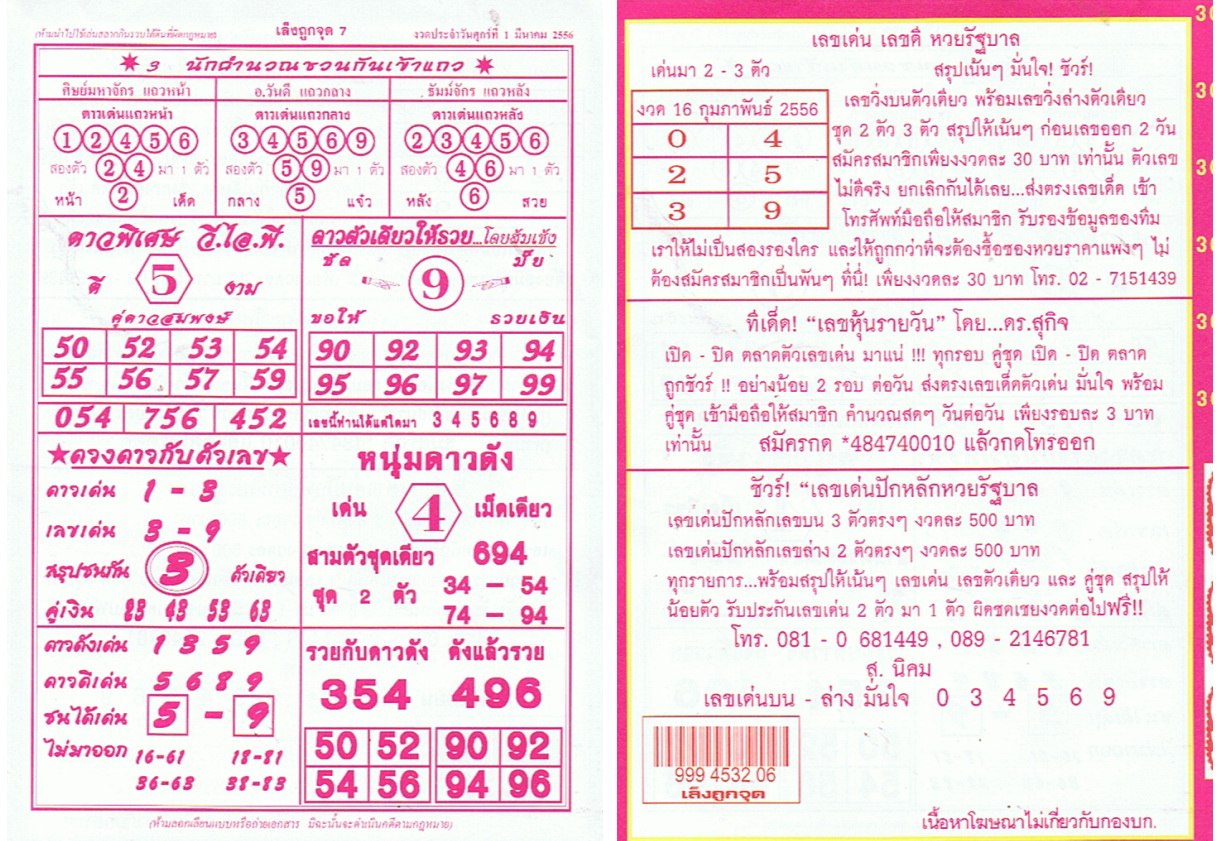 (ห้ามนำไปใช้เล่นสลากกินรวบได้ดินที่ผิดกฎหมาย) เล็งถูกจุด 7 งวดประจำวันศุกร์ที่ 1 มีนาคม 2556
3 นักคำนวณชวนกันเข้าแถว
ทิษย์มหาจักร แถวหน้า
ดาวเด่นแถวหน้า
1 2 4 5 6
สองตัว 2 4 มา 1 ตัว
หน้า 2 เด็ด
อ.วันดี แถวกลาง
ดาวเด่นแถวกลาง
3 4 5 6 9
สองตัว 5 9 มา 1 ตัว
กลาง 5 แจ๋ว
ธัมม์จักร แถวหลัง
ดาวเด่นแถวหลัง
2 3 4 5 6
สองตัว 4 6 มา 1 ตัว
หลัง 6 สวย
ดาวพิเศษ วี.ไอ.พี.
ดี 5 งาม
คู่ดาวสมพงษ์
50 52 53 54
55 56 57 59
054 756 452
ดาวตัวเดียวให้รวย...โดยส้มเช้ง
ชัด ปั๊ย
9
ขอให้ รวยเงิน
90 92 93 94
95 96 97 99
เลขนี้ท่านได้แต่ใดมา 3 4 5 6 8 9
★ดวงดาวกับตัวเลข★
ดาวเด่น 1 - 3
เลขเด่น 3 - 9
สรุปชนกัน 3 ตัวเดียว
คู่เงิน 23 43 53 63
ดาวดังเด่น 1 3 5 9
ดาวดีเด่น 5 6 8 9
ชนได้เด่น 5 - 9
ไม่มาออก 16-61 18-81
36-63 38-83
หนุ่มดาวดัง
เด่น 4 เม็ดเดียว
สามตัวชุดเดียว 694
ชุด 2 ตัว 34 - 54
74 - 94
รวยกับดาวดัง ดังแล้วรวย
354 496
50 52 90 92
54 56 94 96
(ห้ามลอกเลียนแบบหรือถ่ายเอกสาร มิฉะนั้นจะดำเนินคดีตามกฎหมาย)
เลขเด่น เลขดี หวยรัฐบาล
เด่นมา 2 - 3 ตัว สรุปเน้นๆ มั่นใจ! ชัวร์!
งวด 16 กุมภาพันธ์ 2556
0 4
2 5
3 9
เลขวิ่งบนตัวเดียว พร้อมเลขวิ่งล่างตัวเดียว
ชุด 2 ตัว 3 ตัว สรุปให้เน้นๆ ก่อนเลขออก 2 วัน
สมัครสมาชิกเพียงงวดละ 30 บาท เท่านั้น ตัวเลข
ไม่ดีจริง ยกเลิกกันได้เลย...ส่งตรงเลขเด็ด เข้า
โทรศัพท์มือถือให้สมาชิก รับรองข้อมูลของทีม
เราให้ไม่เป็นสองรองใคร และให้ถูกกว่าที่จะต้องซื้อซองหวยราคาแพงๆ ไม่
ต้องสมัครสมาชิกเป็นพันๆ ที่นี่! เพียงงวดละ 30 บาท โทร. 02 - 7151439
ทีเด็ด! “เลขหุ้นรายวัน” โดย...ดร.สุกิจ
เปิด - ปิด ตลาดตัวเลขเด่น มาแน่ !!! ทุกรอบ คู่ชุด เปิด - ปิด ตลาด
ถูกชัวร์ !! อย่างน้อย 2 รอบ ต่อวัน ส่งตรงเลขเด็ดตัวเด่น มั่นใจ พร้อม
คู่ชุด เข้ามือถือให้สมาชิก คำนวณสดๆ วันต่อวัน เพียงรอบละ 3 บาท
เท่านั้น สมัครกด *484740010 แล้วกดโทรออก
ชัวร์! “เลขเด่นปักหลักหวยรัฐบาล
เลขเด่นปักหลักเลขบน 3 ตัวตรงๆ งวดละ 500 บาท
เลขเด่นปักหลักเลขล่าง 2 ตัวตรงๆ งวดละ 500 บาท
ทุกรายการ...พร้อมสรุปให้เน้นๆ เลขเด่น เลขตัวเดียว และ คู่ชุด สรุปให้
น้อยตัว รับประกันเลขเด่น 2 ตัว มา 1 ตัว ผิดชดเชยงวดต่อไปฟรี!!
โทร. 081 - 0 681449 , 089 - 2146781
ส. นิคม
เลขเด่นบน - ล่าง มั่นใจ 0 3 4 5 6 9
999 4532 06
เล็งถูกจุด
เนื้อหาโฆษณาไม่เกี่ยวกับกองบก.